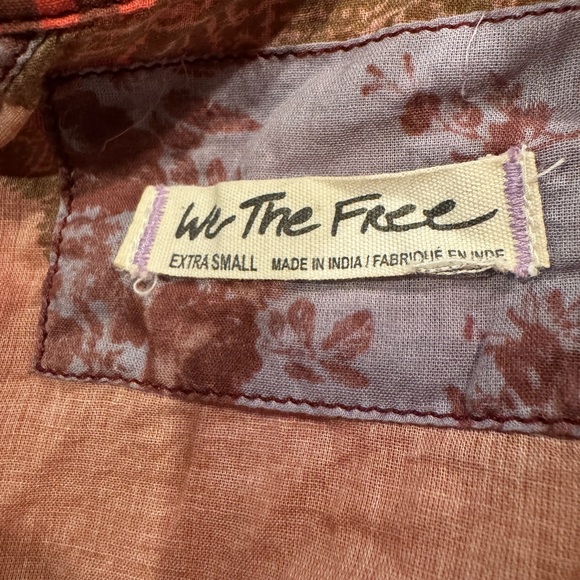 We The Free
EXTRA SMALL MADE IN INDIA / FABRIQUÉ EN INDE